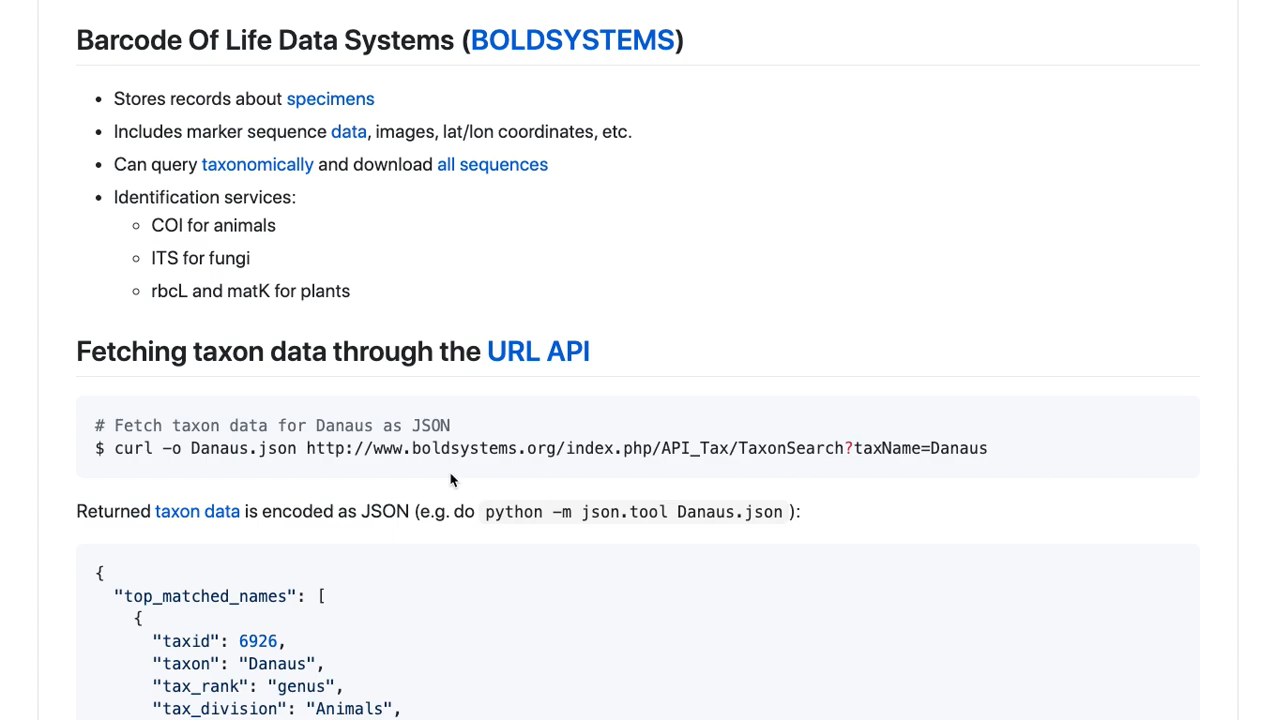 Barcode Of Life Data Systems (BOLDSYSTEMS)
Stores records about specimens
Includes marker sequence data, images, lat/lon coordinates, etc.
Can query taxonomically and download all sequences
Identification services:
COI for animals
ITS for fungi
rbcL and matK for plants
Fetching taxon data through the URL API
# Fetch taxon data for Danaus as JSON
$ curl -o Danaus.json http://www.boldsystems.org/index.php/API_Tax/TaxonSearch?taxName=Danaus
Returned taxon data is encoded as JSON (e.g. do python -m json.tool Danaus.json ):
{
"top_matched_names": [
{
"taxid": 6926,
"taxon": "Danaus",
"tax_rank": "genus",
"tax_division": "Animals",